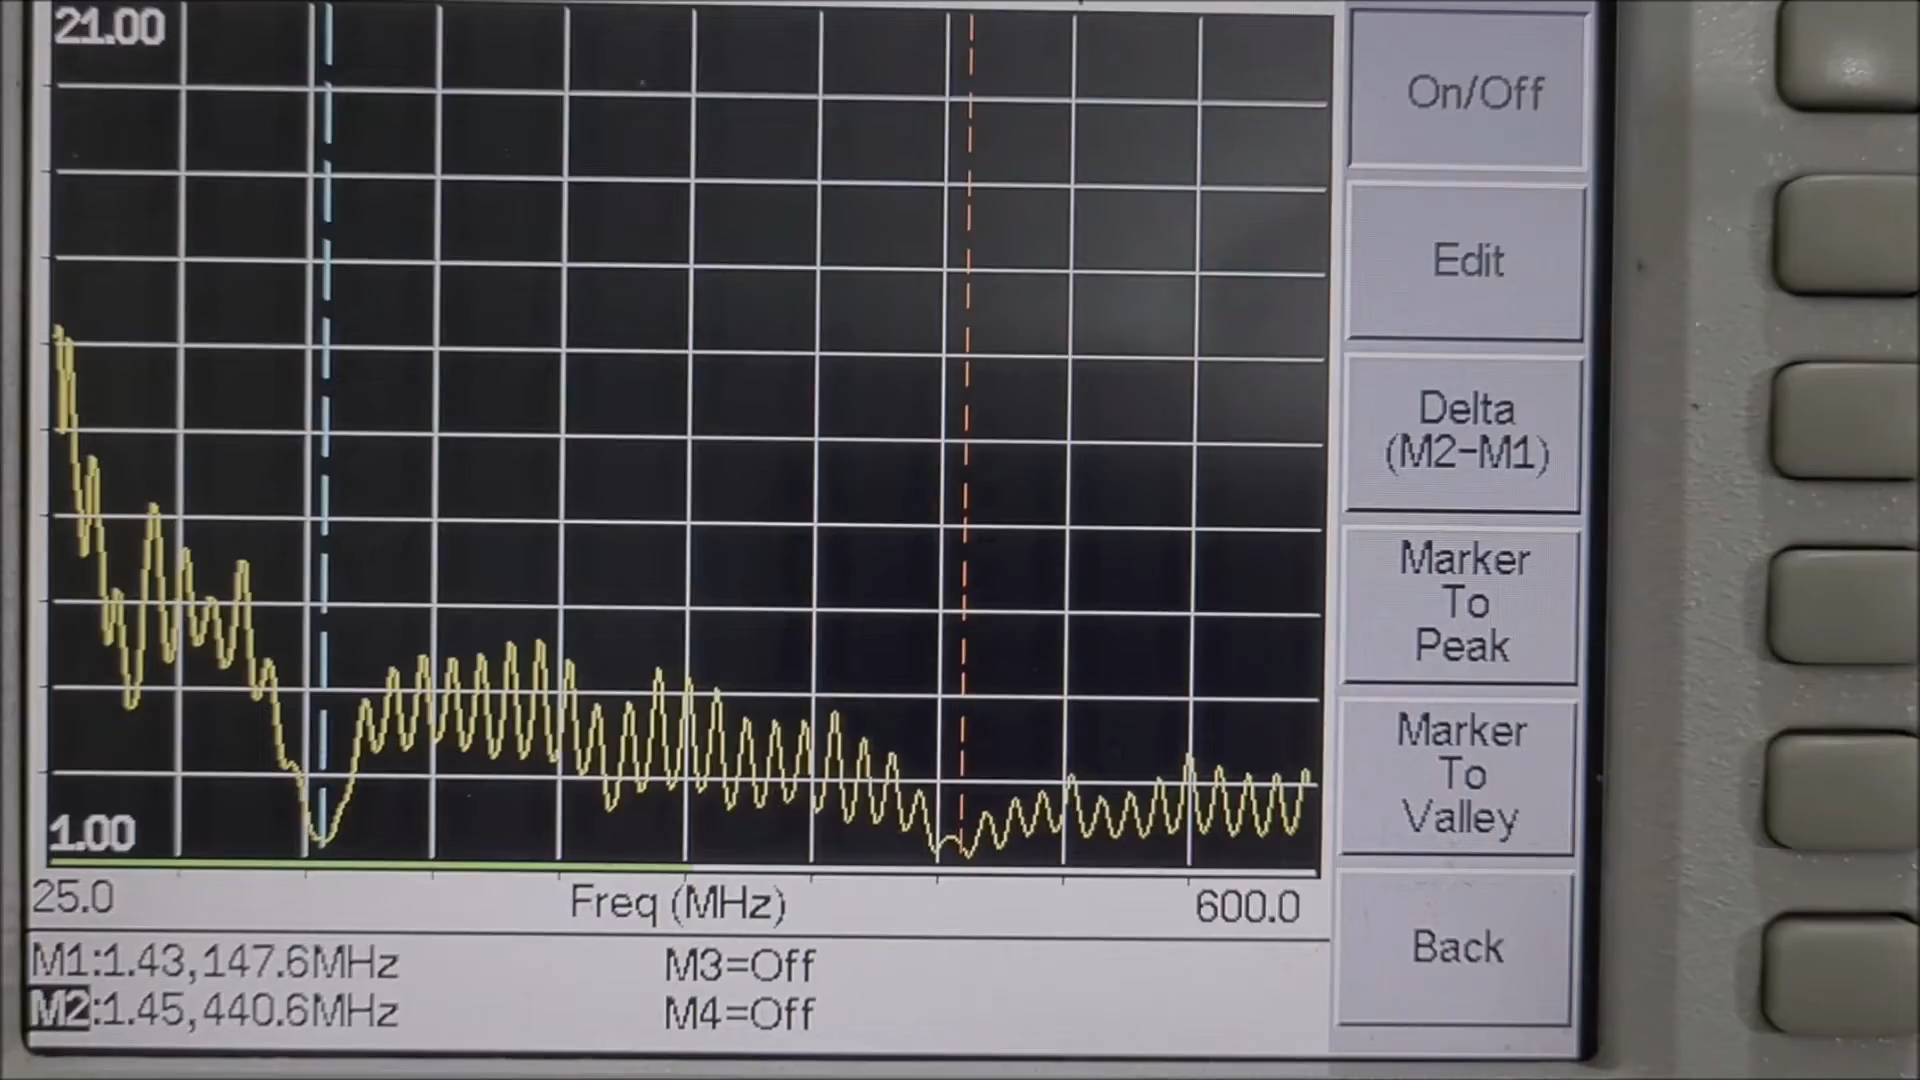 21.00
1.00
25.0
Freq (MHz)
600.0
M1:1.43,147.6MHz
M3=Off
M2:1.45,440.6MHz
M4=Off
On/Off
Edit
Delta
(M2-M1)
Marker
To
Peak
Marker
To
Valley
Back